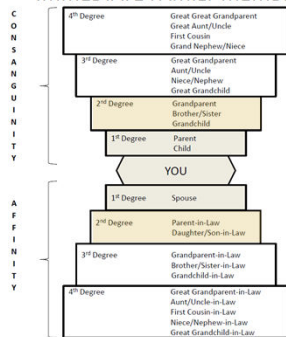 C
O
N
S
A
N
G
U
I
N
I
T
Y
4th Degree
Great Great Grandparent
Great Aunt/Uncle
First Cousin
Grand Nephew/Niece
3rd Degree
Great Grandparent
Aunt/Uncle
Niece/Nephew
Great Grandchild
2nd Degree
Grandparent
Brother/Sister
Grandchild
1st Degree
Parent
Child
YOU
A
F
F
I
N
I
T
Y
1st Degree
Spouse
2nd Degree
Parent-in-Law
Daughter/Son-in-Law
3rd Degree
Grandparent-in-Law
Brother/Sister-in-Law
Grandchild-in-Law
4th Degree
Great Grandparent-in-Law
Aunt/Uncle-in-Law
First Cousin-in-Law
Niece/Nephew-in-Law
Great Grandchild-in-Law